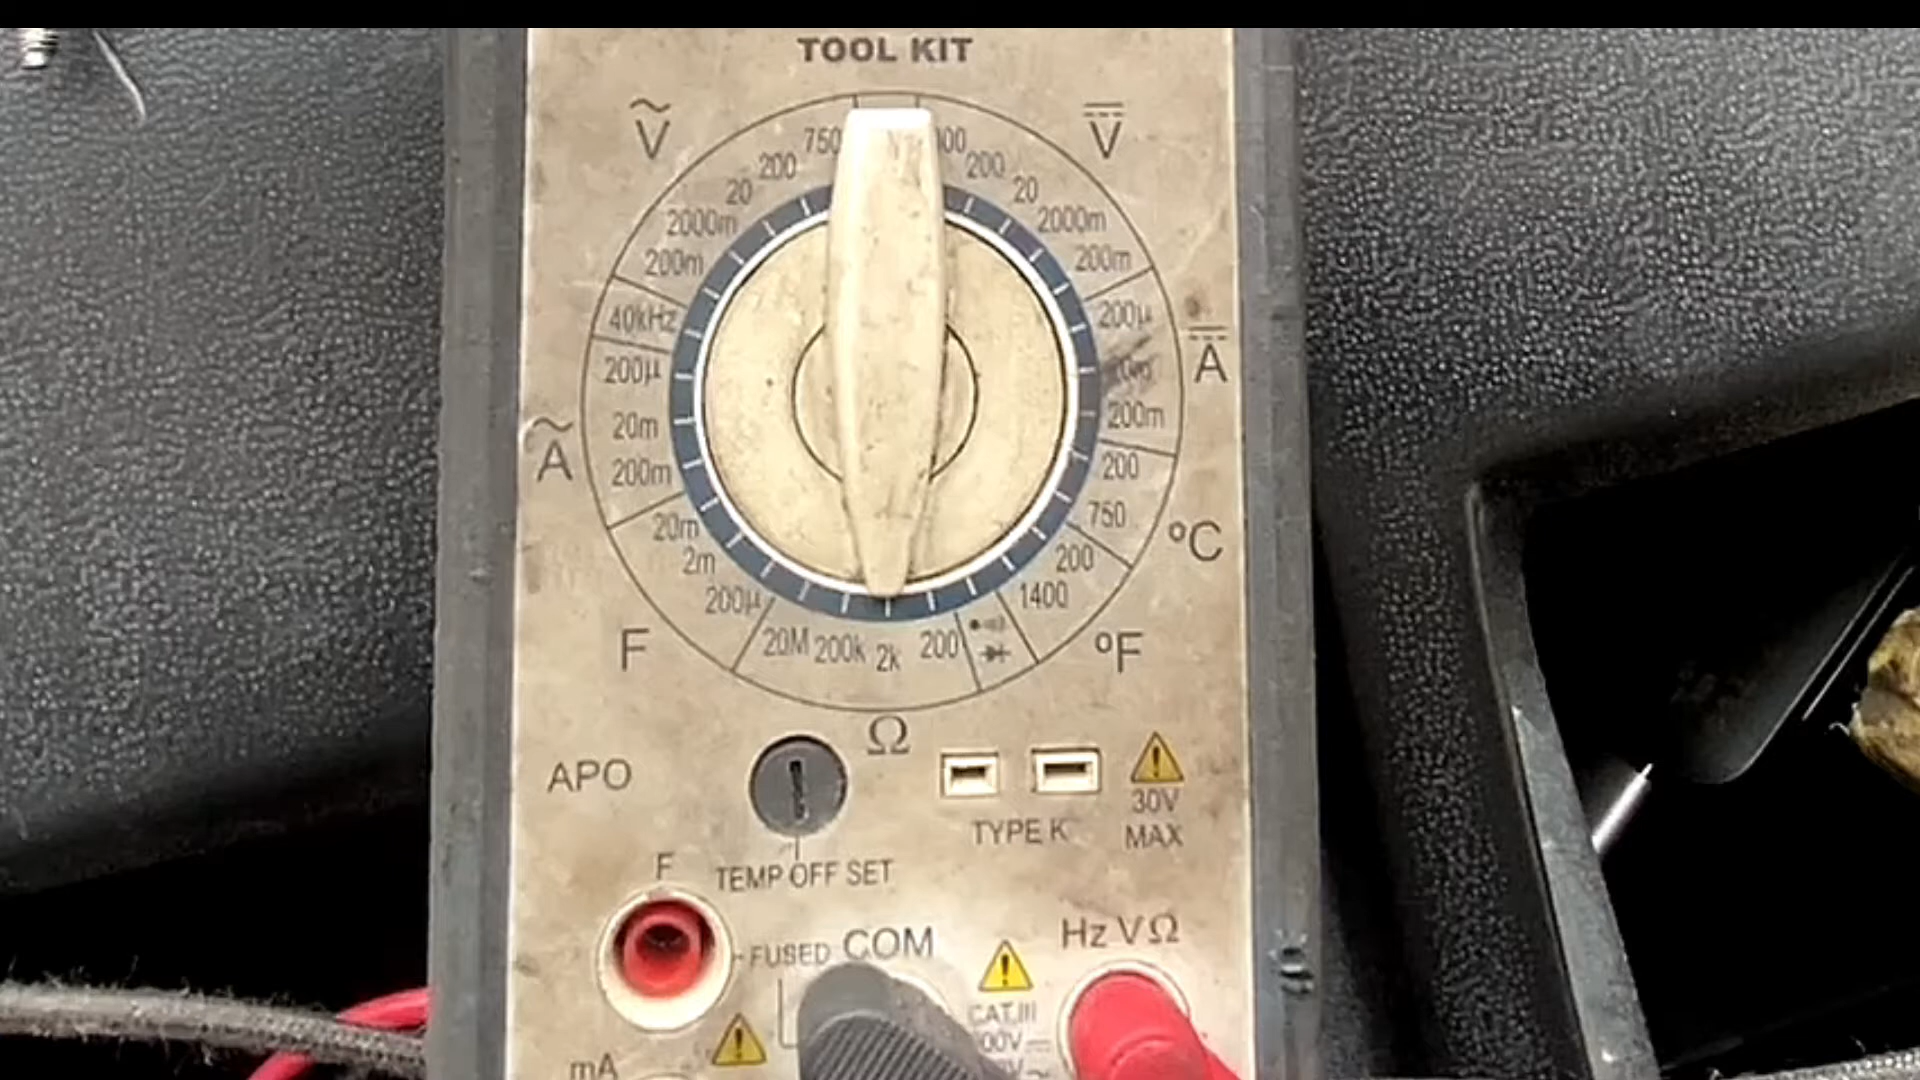 TOOL KIT
V
V
750
200
200
20
20
2000m
2000m
200m
200m
40kHz
200µ
A
200µ
200m
A
20m
200
200m
750
°C
20m
2m
200
200µ
1400
F
20M 200k 2k 200
°F
Ω
APO
TYPE K
30V
MAX
F
TEMP OFF SET
FUSED COM
Hz V Ω
CAT.III
mA